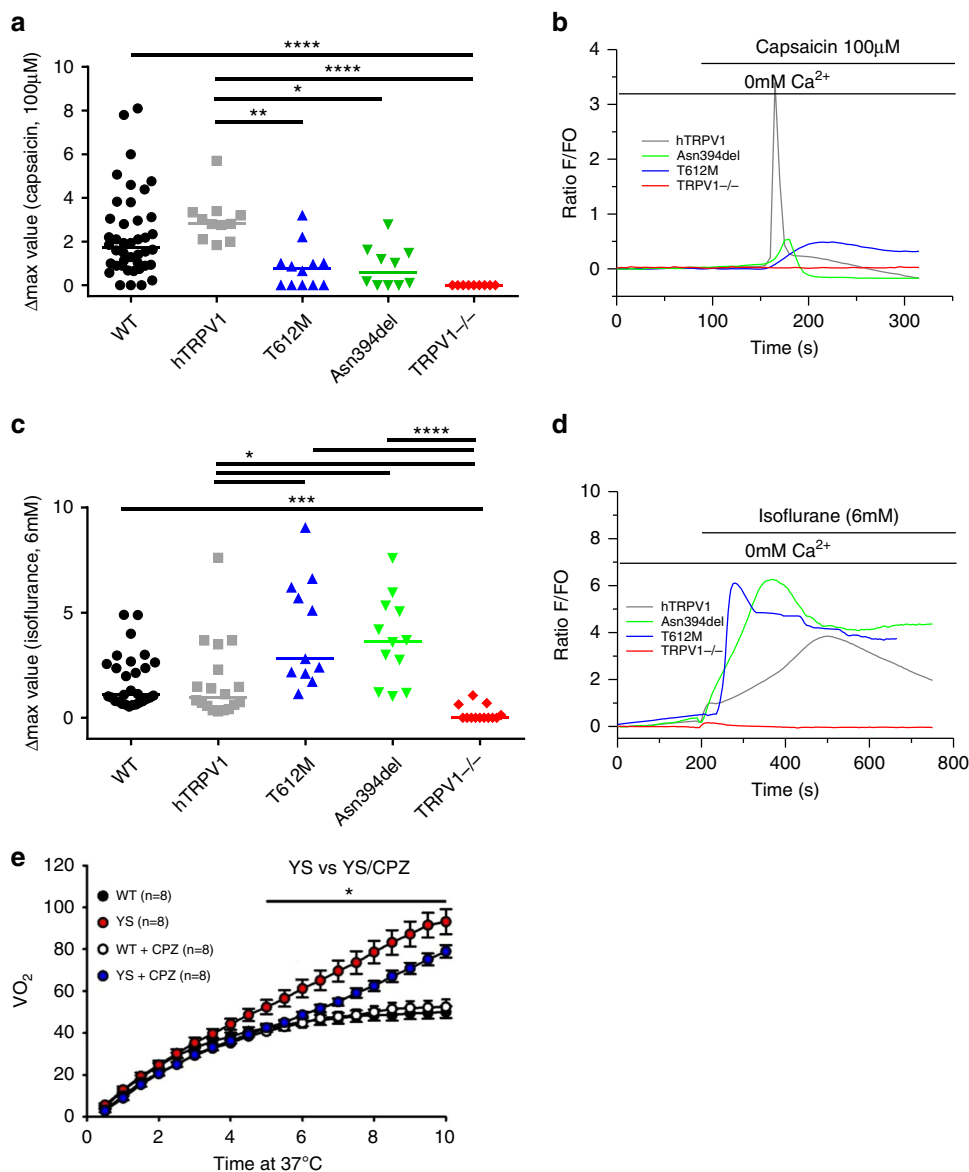 a
****
****
*
**
Δmax value (capsaicin, 100μM)
10
8
6
4
2
0
WT
hTRPV1
T612M
Asn394del
TRPV1−/−
b
Capsaicin 100μM
0mM Ca²⁺
hTRPV1
Asn394del
T612M
TRPV1−/−
Ratio F/FO
4
3
2
1
0
0
100
200
300
Time (s)
c
****
*
***
Δmax value (isoflurance, 6mM)
10
5
0
WT
hTRPV1
T612M
Asn394del
TRPV1−/−
d
Isoflurane (6mM)
0mM Ca²⁺
hTRPV1
Asn394del
T612M
TRPV1−/−
Ratio F/FO
10
8
6
4
2
0
0
200
400
600
800
Time (s)
e
YS vs YS/CPZ
*
WT (n=8)
YS (n=8)
WT + CPZ (n=8)
YS + CPZ (n=8)
VO₂
120
100
80
60
40
20
0
0
2
4
6
8
10
Time at 37°C